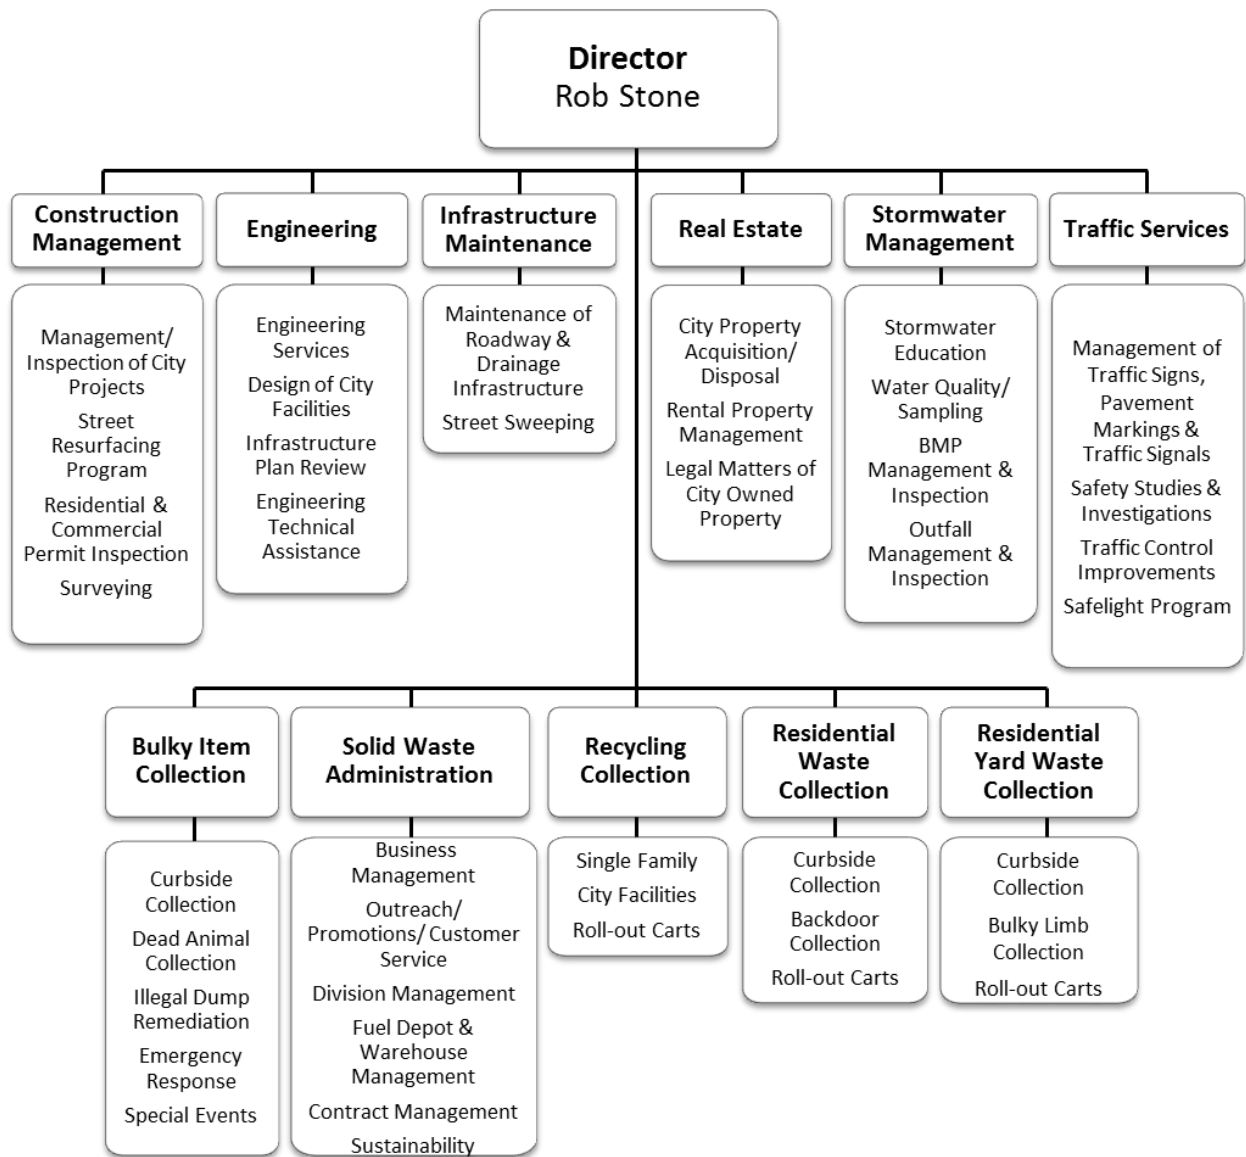 Director
Rob Stone
Construction
Management
Engineering
Infrastructure
Maintenance
Real Estate
Stormwater
Management
Traffic Services
Management/
Inspection of City
Projects
Street
Resurfacing
Program
Residential &
Commercial
Permit Inspection
Surveying
Engineering
Services
Design of City
Facilities
Infrastructure
Plan Review
Engineering
Technical
Assistance
Maintenance of
Roadway &
Drainage
Infrastructure
Street Sweeping
City Property
Acquisition/
Disposal
Rental Property
Management
Legal Matters of
City Owned
Property
Stormwater
Education
Water Quality/
Sampling
BMP
Management &
Inspection
Outfall
Management &
Inspection
Management of
Traffic Signs,
Pavement
Markings &
Traffic Signals
Safety Studies &
Investigations
Traffic Control
Improvements
Safelight Program
Bulky Item
Collection
Solid Waste
Administration
Recycling
Collection
Residential
Waste
Collection
Residential
Yard Waste
Collection
Curbside
Collection
Dead Animal
Collection
Illegal Dump
Remediation
Emergency
Response
Special Events
Business
Management
Outreach/
Promotions/ Customer
Service
Division Management
Fuel Depot &
Warehouse
Management
Contract Management
Sustainability
Single Family
City Facilities
Roll-out Carts
Curbside
Collection
Backdoor
Collection
Roll-out Carts
Curbside
Collection
Bulky Limb
Collection
Roll-out Carts